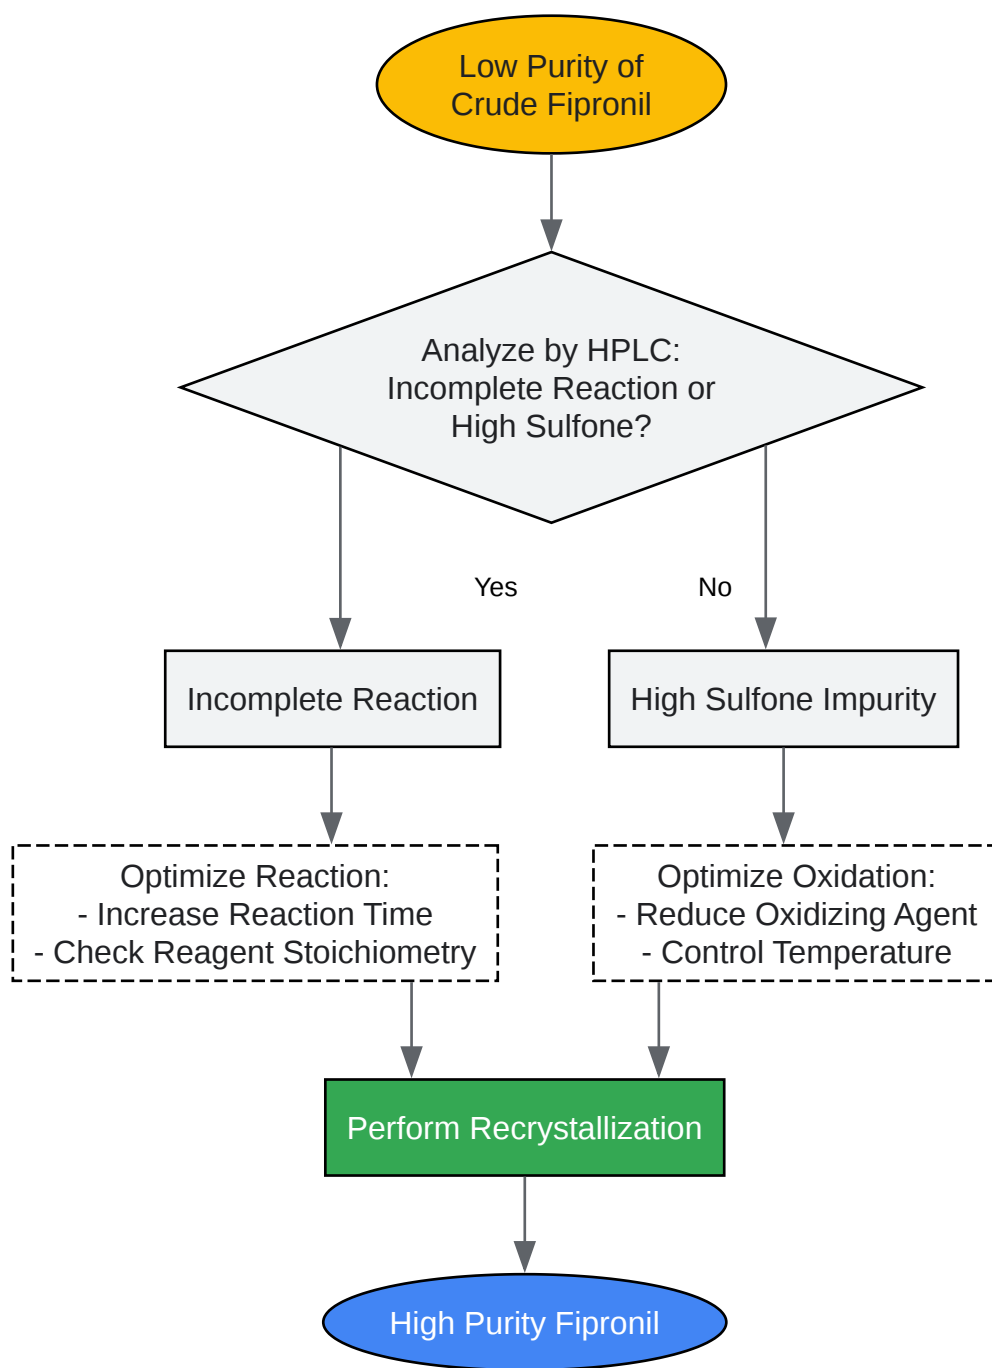 Low Purity of
Crude Fipronil
Analyze by HPLC:
Incomplete Reaction or
High Sulfone?
Yes
No
Incomplete Reaction
High Sulfone Impurity
Optimize Reaction:
- Increase Reaction Time
- Check Reagent Stoichiometry
Optimize Oxidation:
- Reduce Oxidizing Agent
- Control Temperature
Perform Recrystallization
High Purity Fipronil